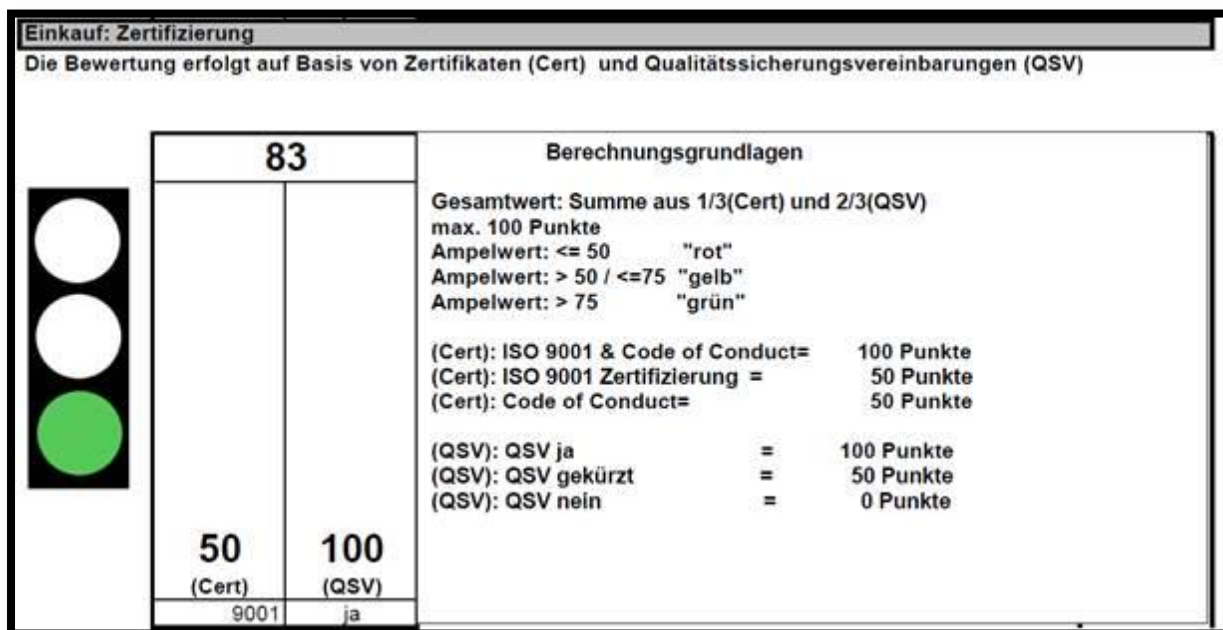 Einkauf: Zertifizierung
Die Bewertung erfolgt auf Basis von Zertifikaten (Cert) und Qualitätssicherungsvereinbarungen (QSV)
83
Berechnungsgrundlagen
Gesamtwert: Summe aus 1/3(Cert) und 2/3(QSV)
max. 100 Punkte
Ampelwert: <= 50 "rot"
Ampelwert: > 50 / <=75 "gelb"
Ampelwert: > 75 "grün"
(Cert): ISO 9001 & Code of Conduct= 100 Punkte
(Cert): ISO 9001 Zertifizierung = 50 Punkte
(Cert): Code of Conduct= 50 Punkte
(QSV): QSV ja = 100 Punkte
(QSV): QSV gekürzt = 50 Punkte
(QSV): QSV nein = 0 Punkte
50 100
(Cert) (QSV)
9001 ja